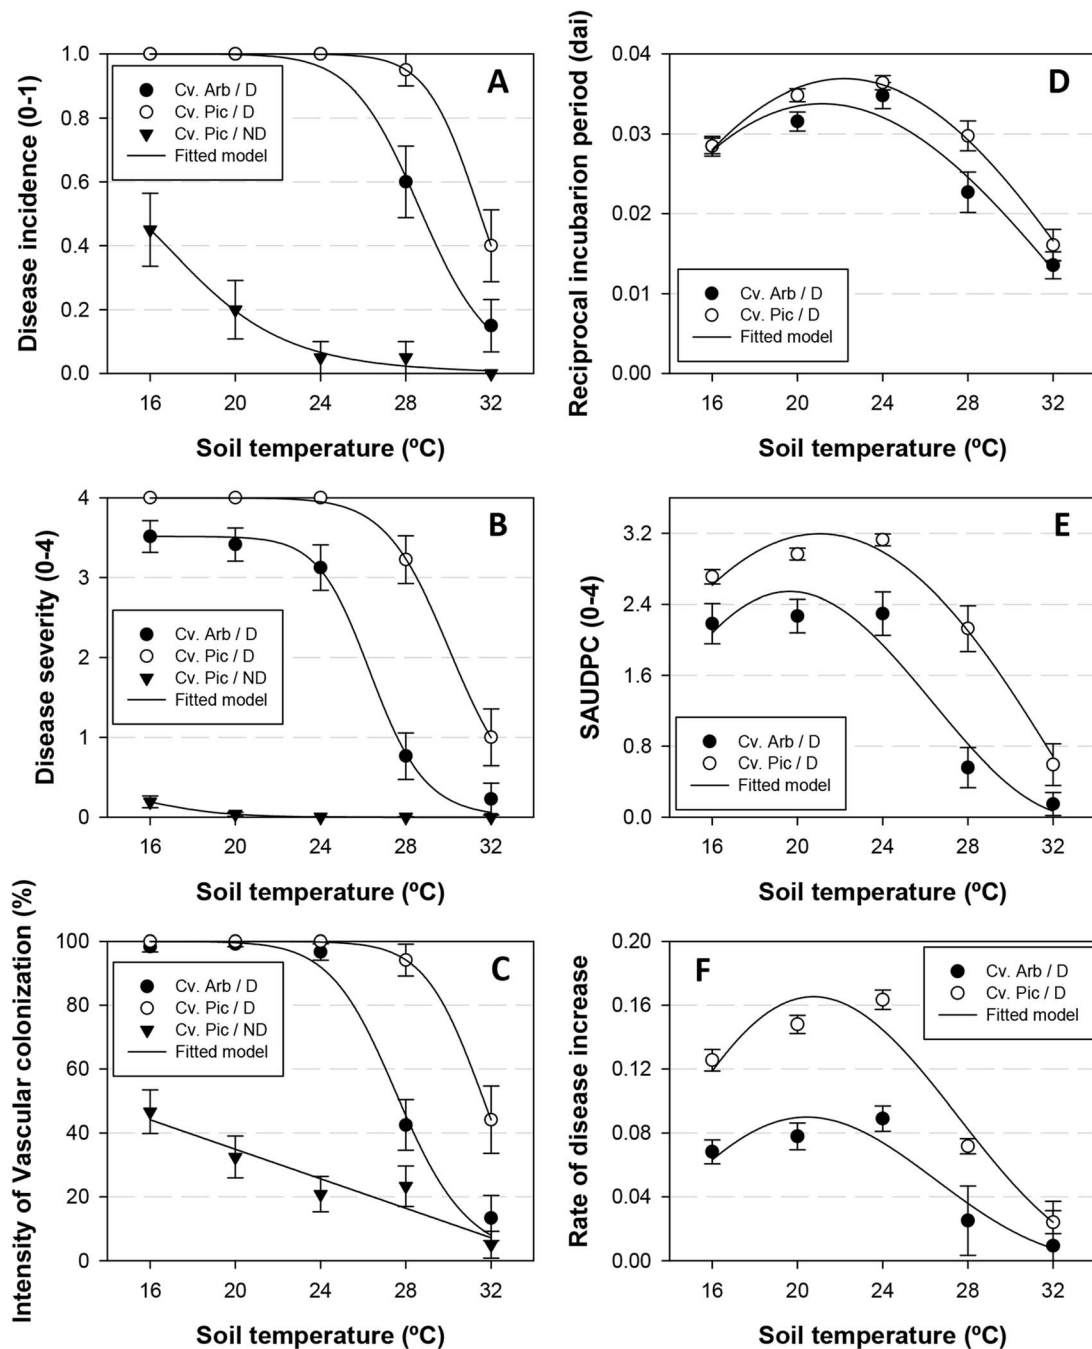 Disease incidence (0-1)
1.0
0.8
0.6
0.4
0.2
0.0
A
Cv. Arb / D
Cv. Pic / D
Cv. Pic / ND
Fitted model
16 20 24 28 32
Soil temperature (ºC)
Reciprocal incubarion period (dai)
0.04
0.03
0.02
0.01
0.00
D
Cv. Arb / D
Cv. Pic / D
Fitted model
16 20 24 28 32
Soil temperature (ºC)
Disease severity (0-4)
4
3
2
1
0
B
Cv. Arb / D
Cv. Pic / D
Cv. Pic / ND
Fitted model
16 20 24 28 32
Soil temperature (ºC)
SAUDPC (0-4)
3.2
2.4
1.6
0.8
0.0
E
Cv. Arb / D
Cv. Pic / D
Fitted model
16 20 24 28 32
Soil temperature (ºC)
Intensity of Vascular colonization (%)
100
80
60
40
20
0
C
Cv. Arb / D
Cv. Pic / D
Cv. Pic / ND
Fitted model
16 20 24 28 32
Soil temperature (ºC)
Rate of disease increase
0.20
0.16
0.12
0.08
0.04
0.00
F
Cv. Arb / D
Cv. Pic / D
Fitted model
16 20 24 28 32
Soil temperature (ºC)